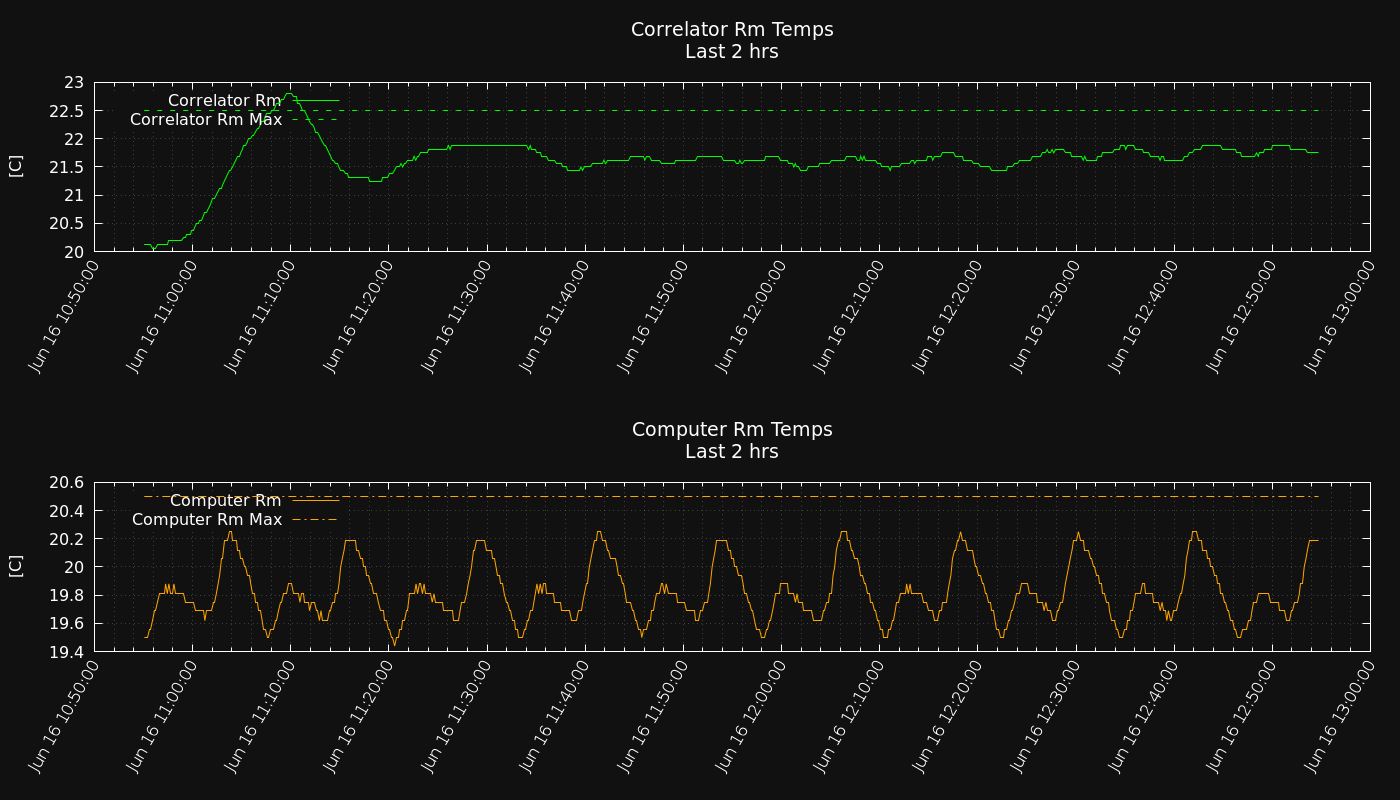 Correlator Rm Temps
Last 2 hrs
23
22.5
22
21.5
21
20.5
20
[C]
Correlator Rm
Correlator Rm Max
Jun 16 10:50:00
Jun 16 11:00:00
Jun 16 11:10:00
Jun 16 11:20:00
Jun 16 11:30:00
Jun 16 11:40:00
Jun 16 11:50:00
Jun 16 12:00:00
Jun 16 12:10:00
Jun 16 12:20:00
Jun 16 12:30:00
Jun 16 12:40:00
Jun 16 12:50:00
Jun 16 13:00:00
Computer Rm Temps
Last 2 hrs
20.6
20.4
20.2
20
19.8
19.6
19.4
[C]
Computer Rm
Computer Rm Max
Jun 16 10:50:00
Jun 16 11:00:00
Jun 16 11:10:00
Jun 16 11:20:00
Jun 16 11:30:00
Jun 16 11:40:00
Jun 16 11:50:00
Jun 16 12:00:00
Jun 16 12:10:00
Jun 16 12:20:00
Jun 16 12:30:00
Jun 16 12:40:00
Jun 16 12:50:00
Jun 16 13:00:00